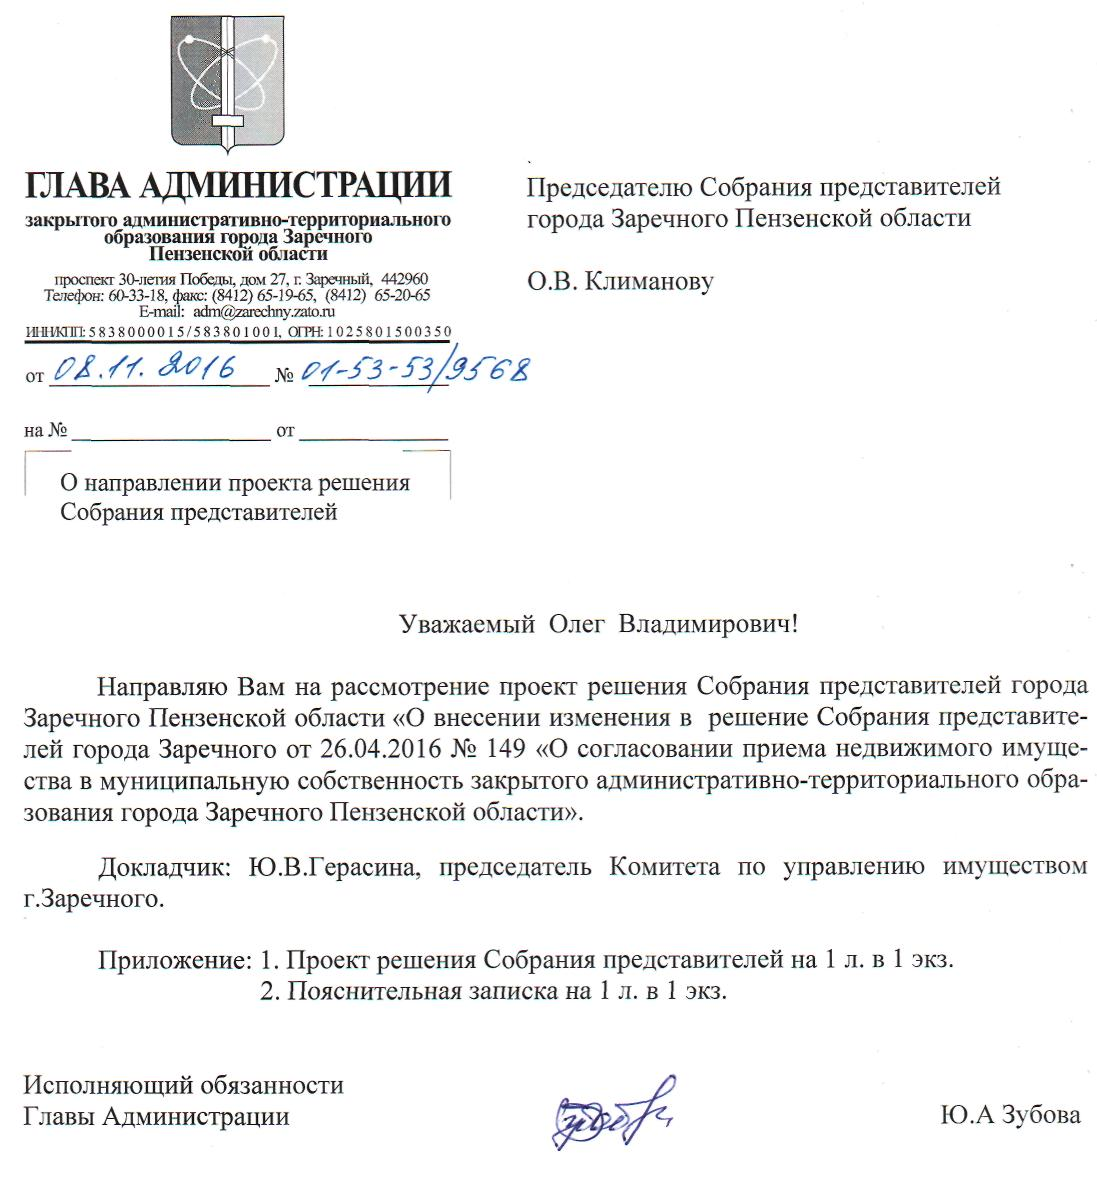 ГЛАВА АДМИНИСТРАЦИИ
закрытого административно-территориального
образования города Заречного
Пензенской области
проспект 30-летия Победы, дом 27, г. Заречный, 442960
Телефон: 60-33-18, факс: (8412) 65-19-65, (8412) 65-20-65
E-mail: adm@zarechny.zato.ru
ИНН/КПП: 5838000015/583801001, ОГРН: 1025801500350
от 08.11.2016 № 01-53-53/9568
на № ____________________ от _______________
О направлении проекта решения
Собрания представителей
Председателю Собрания представителей
города Заречного Пензенской области
О.В. Климанову
Уважаемый Олег Владимирович!
Направляю Вам на рассмотрение проект решения Собрания представителей города
Заречного Пензенской области «О внесении изменения в решение Собрания представите-
лей города Заречного от 26.04.2016 № 149 «О согласовании приема недвижимого имуще-
ства в муниципальную собственность закрытого административно-территориального обра-
зования города Заречного Пензенской области».
Докладчик: Ю.В.Герасина, председатель Комитета по управлению имуществом
г.Заречного.
Приложение: 1. Проект решения Собрания представителей на 1 л. в 1 экз.
2. Пояснительная записка на 1 л. в 1 экз.
Исполняющий обязанности
Главы Администрации
Ю.А Зубова